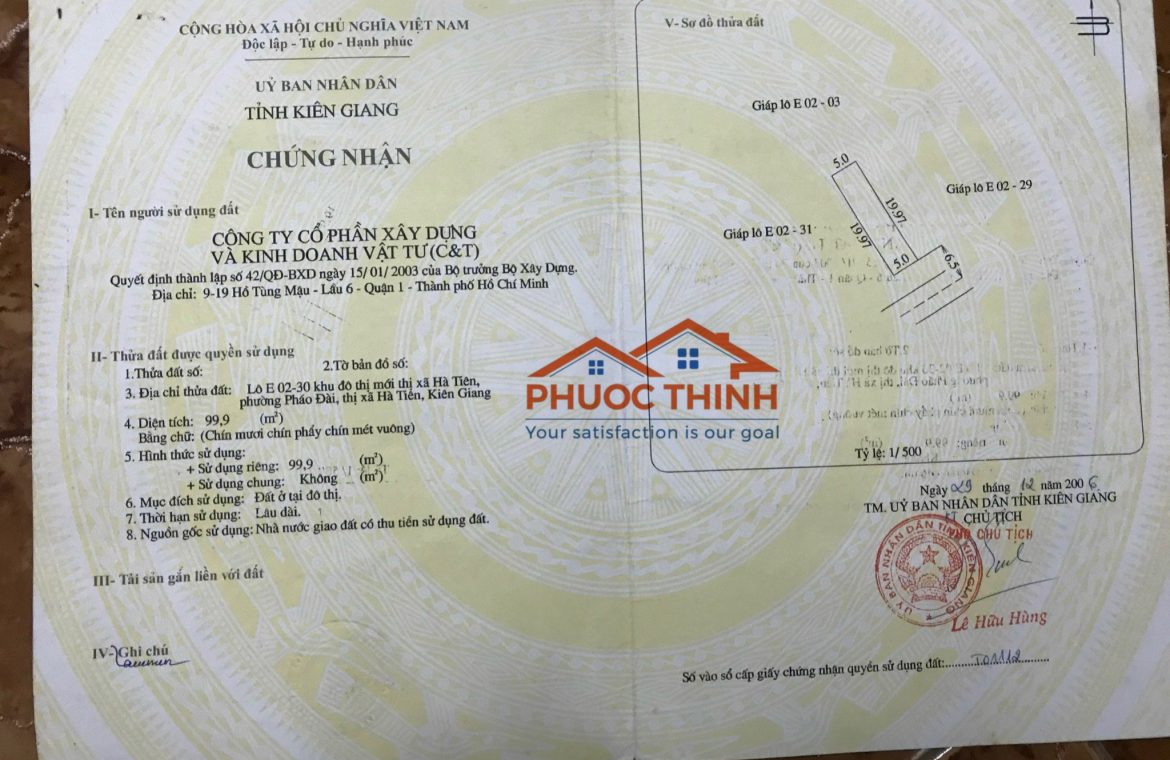 CỘNG HÒA XÃ HỘI CHỦ NGHĨA VIỆT NAM
Độc lập - Tự do - Hạnh phúc
UỶ BAN NHÂN DÂN
TỈNH KIÊN GIANG
CHỨNG NHẬN
I- Tên người sử dụng đất
CÔNG TY CỔ PHẦN XÂY DỰNG
VÀ KINH DOANH VẬT TƯ (C&T)
Quyết định thành lập số 42/QĐ-BXD ngày 15/01/2003 của Bộ trưởng Bộ Xây Dựng.
Địa chỉ: 9-19 Hồ Tùng Mậu - Lầu 6 - Quận 1 - Thành phố Hồ Chí Minh
II- Thửa đất được quyền sử dụng
1.Thửa đất số: 2.Tờ bản đồ số:
3. Địa chỉ thửa đất: Lô E 02-30 khu đô thị mới thị xã Hà Tiên,
phường Pháo Đài, thị xã Hà Tiên, Kiên Giang
4. Diện tích: 99,9 (m²)
Bằng chữ: (Chín mươi chín phẩy chín mét vuông)
5. Hình thức sử dụng:
+ Sử dụng riêng: 99,9 (m²)
+ Sử dụng chung: Không (m²)
6. Mục đích sử dụng: Đất ở tại đô thị.
7. Thời hạn sử dụng: Lâu dài.
8. Nguồn gốc sử dụng: Nhà nước giao đất có thu tiền sử dụng đất.
III- Tài sản gắn liền với đất
IV- Ghi chú
V- Sơ đồ thửa đất
Giáp lô E 02 - 03
5.0
Giáp lô E 02 - 29
19.97
Giáp lô E 02 - 31
19.97
5.0
6.5
PHUOC THINH
Your satisfaction is our goal
Tỷ lệ: 1/ 500
Ngày 29 tháng 12 năm 2006
TM. UỶ BAN NHÂN DÂN TỈNH KIÊN GIANG
CHỦ TỊCH
PHÓ CHỦ TỊCH
UỶ BAN NHÂN DÂN TỈNH KIÊN GIANG
Lê Hữu Hùng
Số vào sổ cấp giấy chứng nhận quyền sử dụng đất: T01112